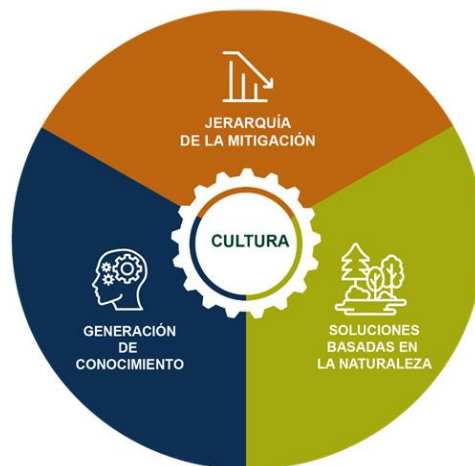 JERARQUÍA
DE LA MITIGACIÓN
CULTURA
GENERACIÓN
DE
CONOCIMIENTO
SOLUCIONES
BASADAS EN
LA NATURALEZA